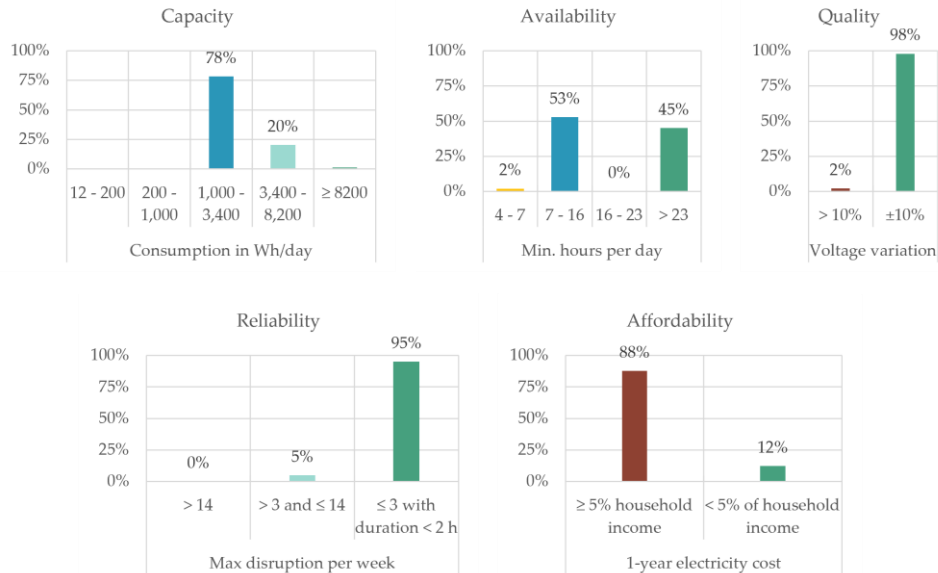 Capacity
100%
75%
50%
25%
0%
78%
20%
12 - 200
200 -
1,000
1,000 -
3,400
3,400 -
8,200
≥ 8200
Consumption in Wh/day
Availability
100%
75%
50%
25%
0%
2%
53%
0%
45%
4 - 7
7 - 16
16 - 23
> 23
Min. hours per day
Quality
100%
75%
50%
25%
0%
2%
98%
> 10%
±10%
Voltage variation
Reliability
100%
75%
50%
25%
0%
0%
5%
95%
> 14
> 3 and ≤ 14
≤ 3 with
duration < 2 h
Max disruption per week
Affordability
100%
75%
50%
25%
0%
88%
12%
≥ 5% household
income
< 5% of household
income
1-year electricity cost